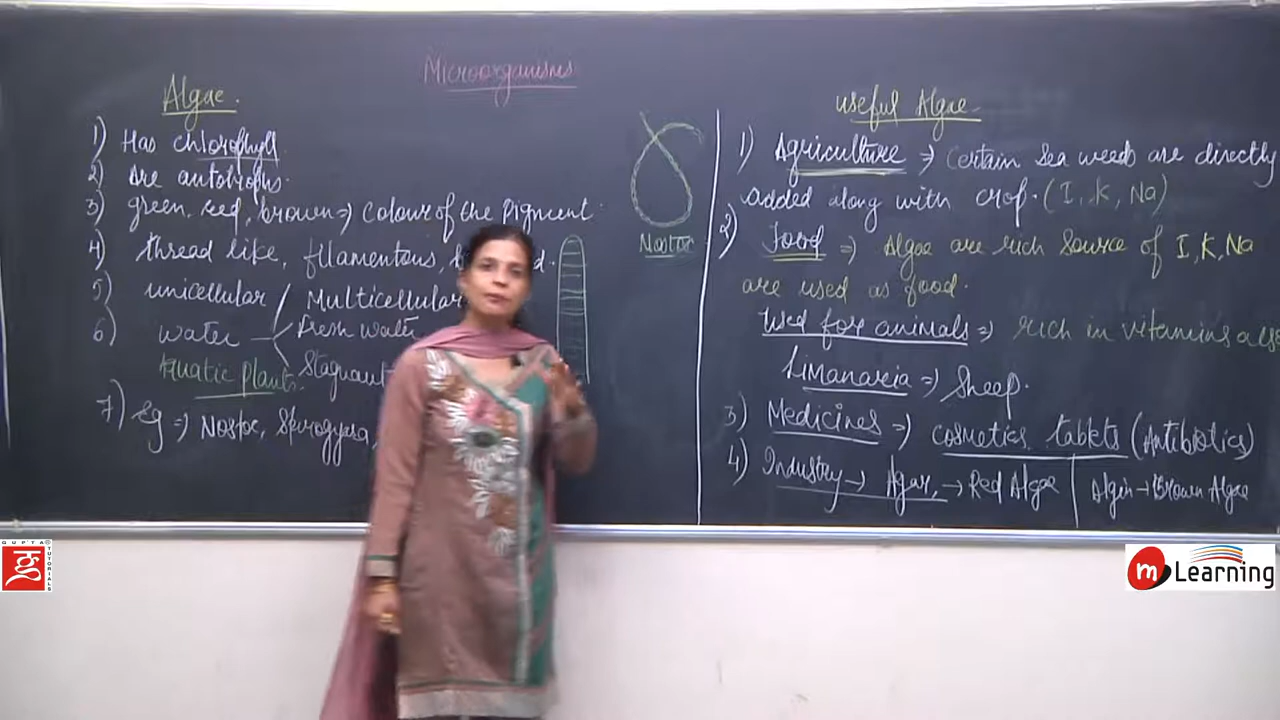 Microorganisms
Algae.
1) Has chlorophyll
2) Are autotrophs.
3) green, red, brown ⇒ Colour of the Pigment.
4) thread like, filamentous,
5) unicellular / Multicellular
6) water — Fresh water
Aquatic plants. Stagnant
7) eg ⇒ Nostoc, Spirogyra,
Nostoc
useful Algae.
1) Agriculture ⇒ Certain Sea weeds are directly
added along with crop. (I, K, Na)
2) Food ⇒ Algae are rich source of I, K, Na
are used as food.
Used for animals ⇒ rich in vitamins also
Limanaria ⇒ Sheep.
3) Medicines ⇒ cosmetics tablets (Antibiotics)
4) Industry → Agar, → Red Algae | Algin → Brown Algae
GUPTA TUTORIALS
m Learning